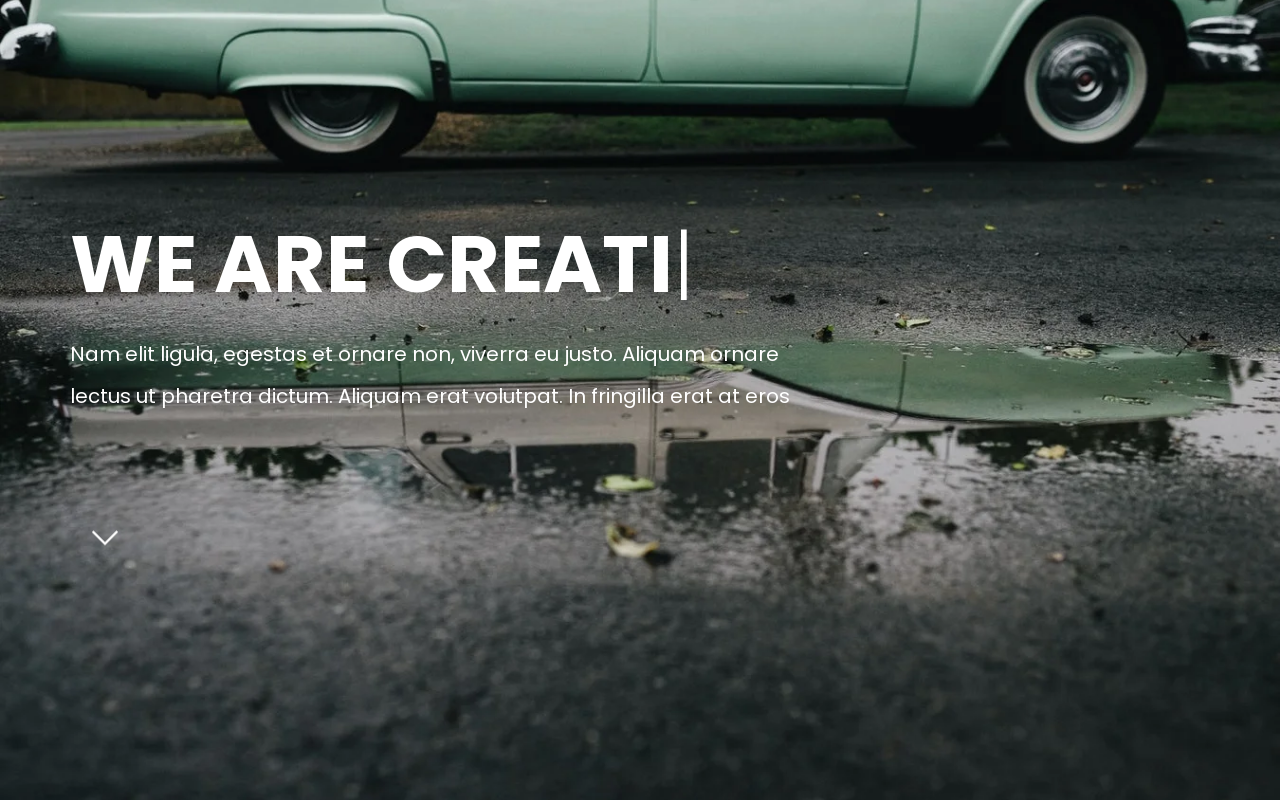 WE ARE CREATI|
Nam elit ligula, egestas et ornare non, viverra eu justo. Aliquam ornare
lectus ut pharetra dictum. Aliquam erat volutpat. In fringilla erat at eros